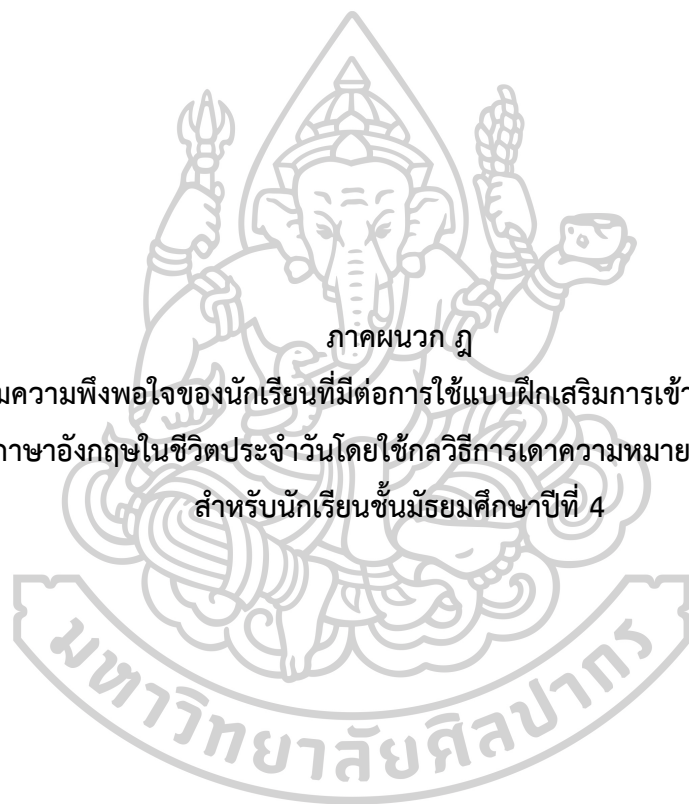 ภาคผนวก ฎ
มความพึงพอใจของนักเรียนที่มีต่อการใช้แบบฝึกเสริมการเข้า
ภาษาอังกฤษในชีวิตประจำวันโดยใช้กลวิธีการเดาความหมาย
สำหรับนักเรียนชั้นมัธยมศึกษาปีที่ 4
มหาวิทยาลัยศิลปากร